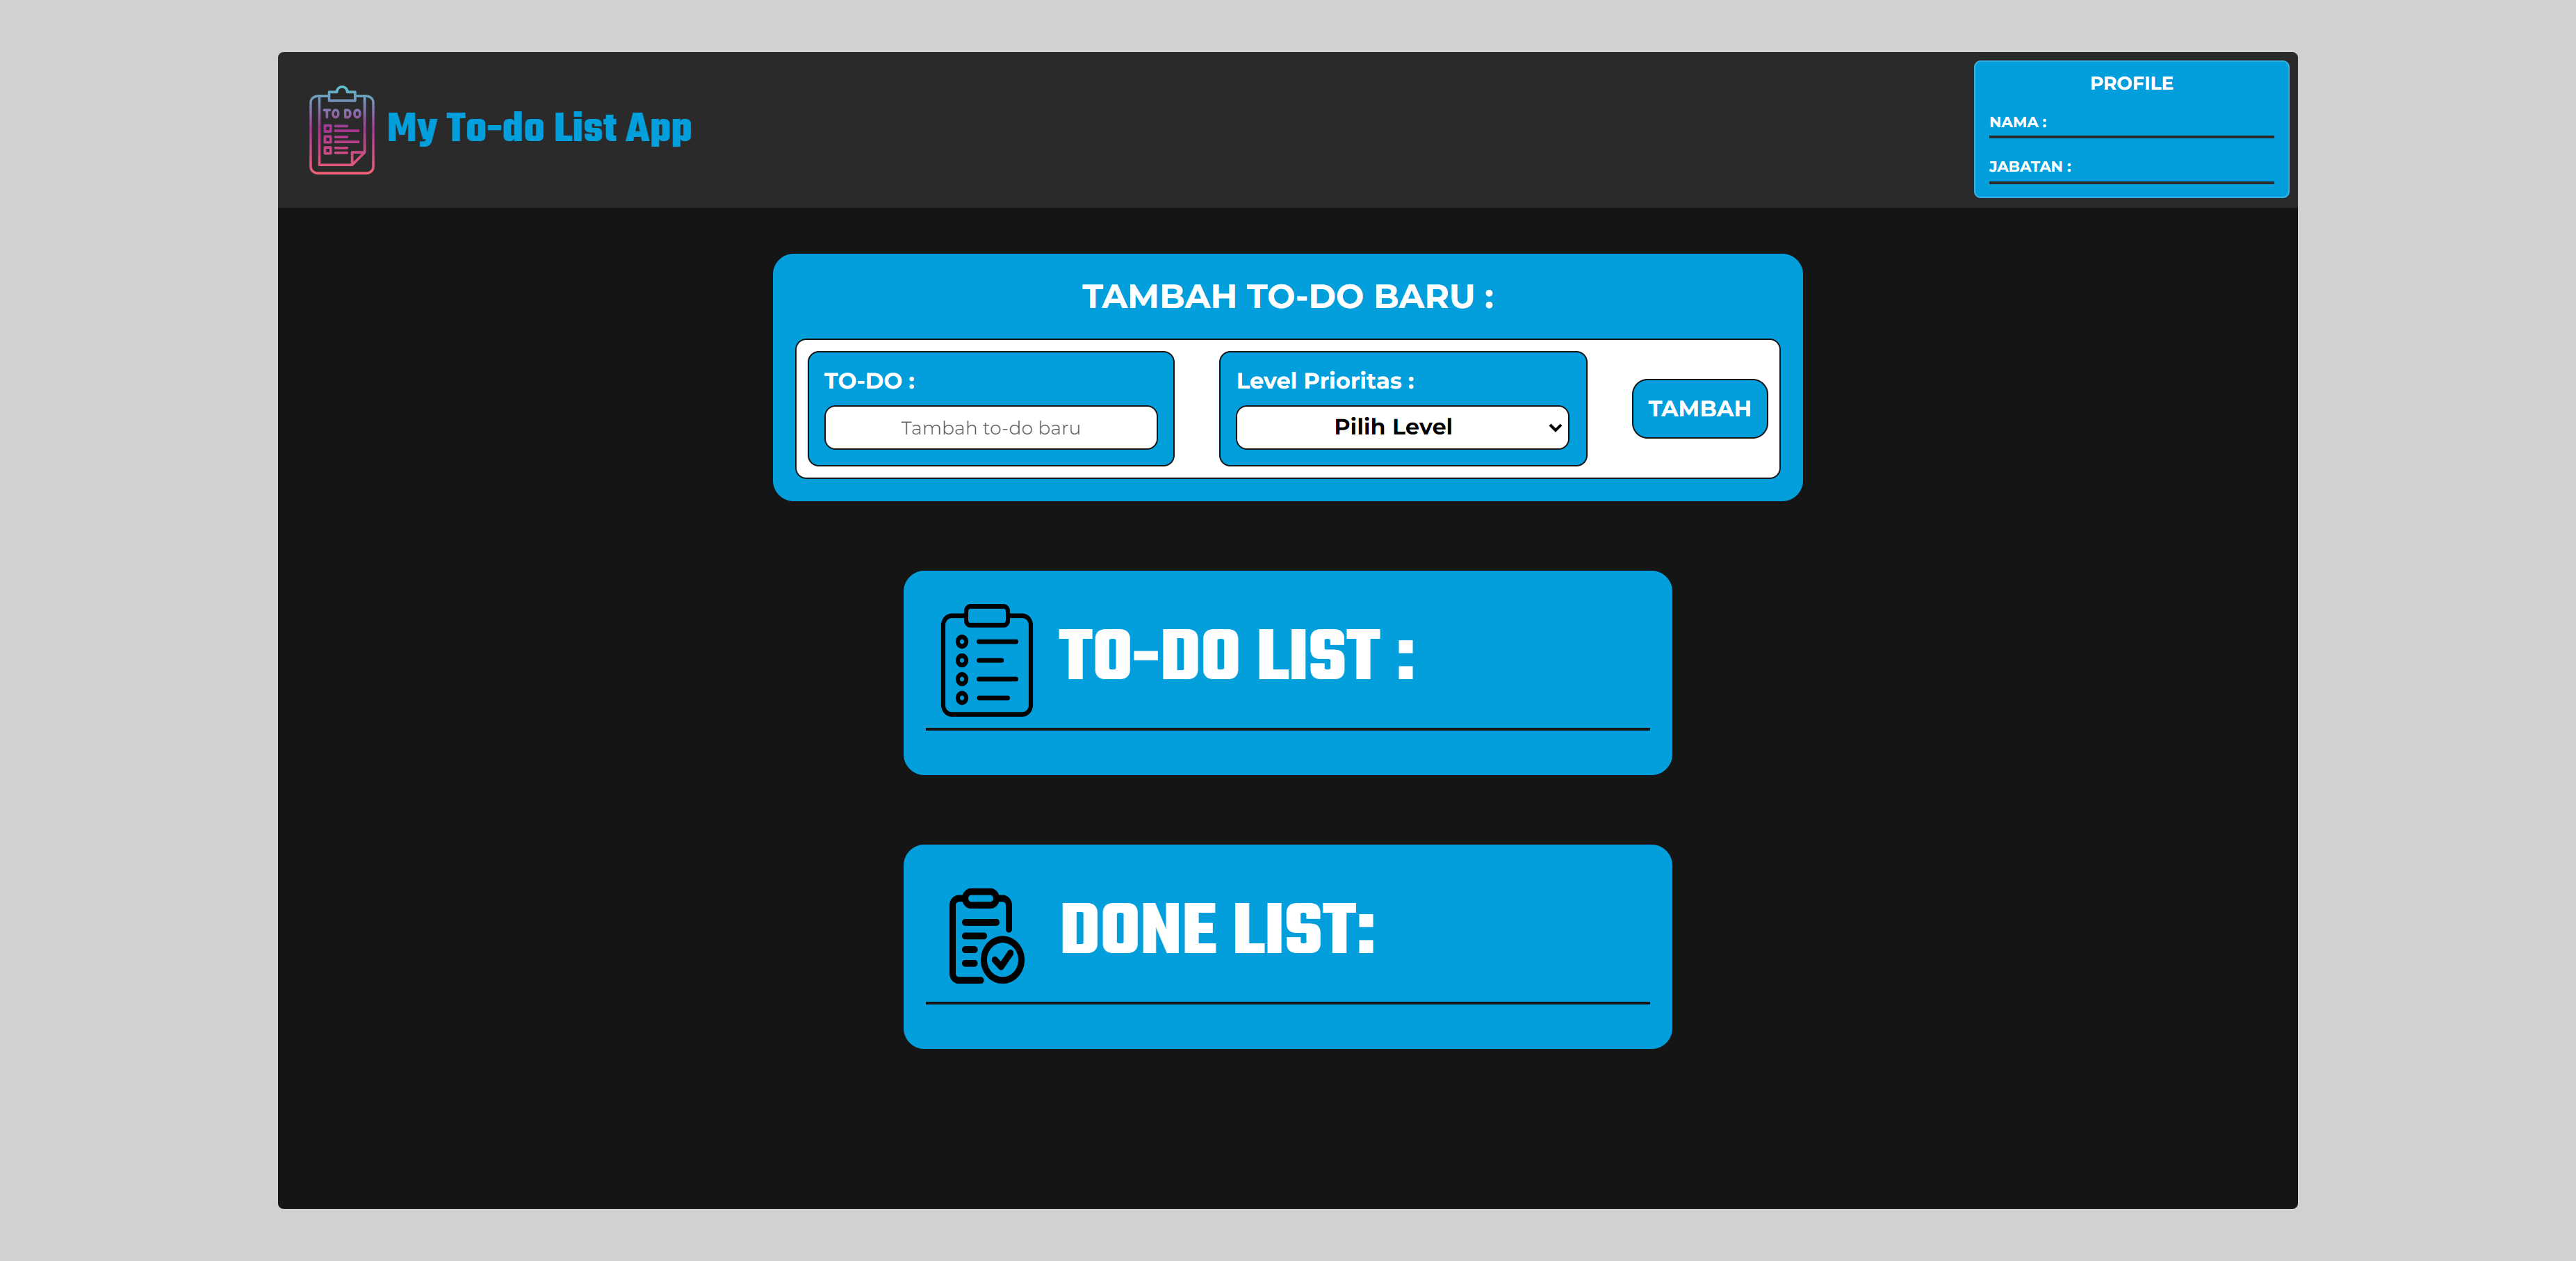 TO DO
My To-do List App
PROFILE
NAMA :
JABATAN :
TAMBAH TO-DO BARU :
TO-DO :
Tambah to-do baru
Level Prioritas :
Pilih Level
TAMBAH
TO-DO LIST :
DONE LIST: